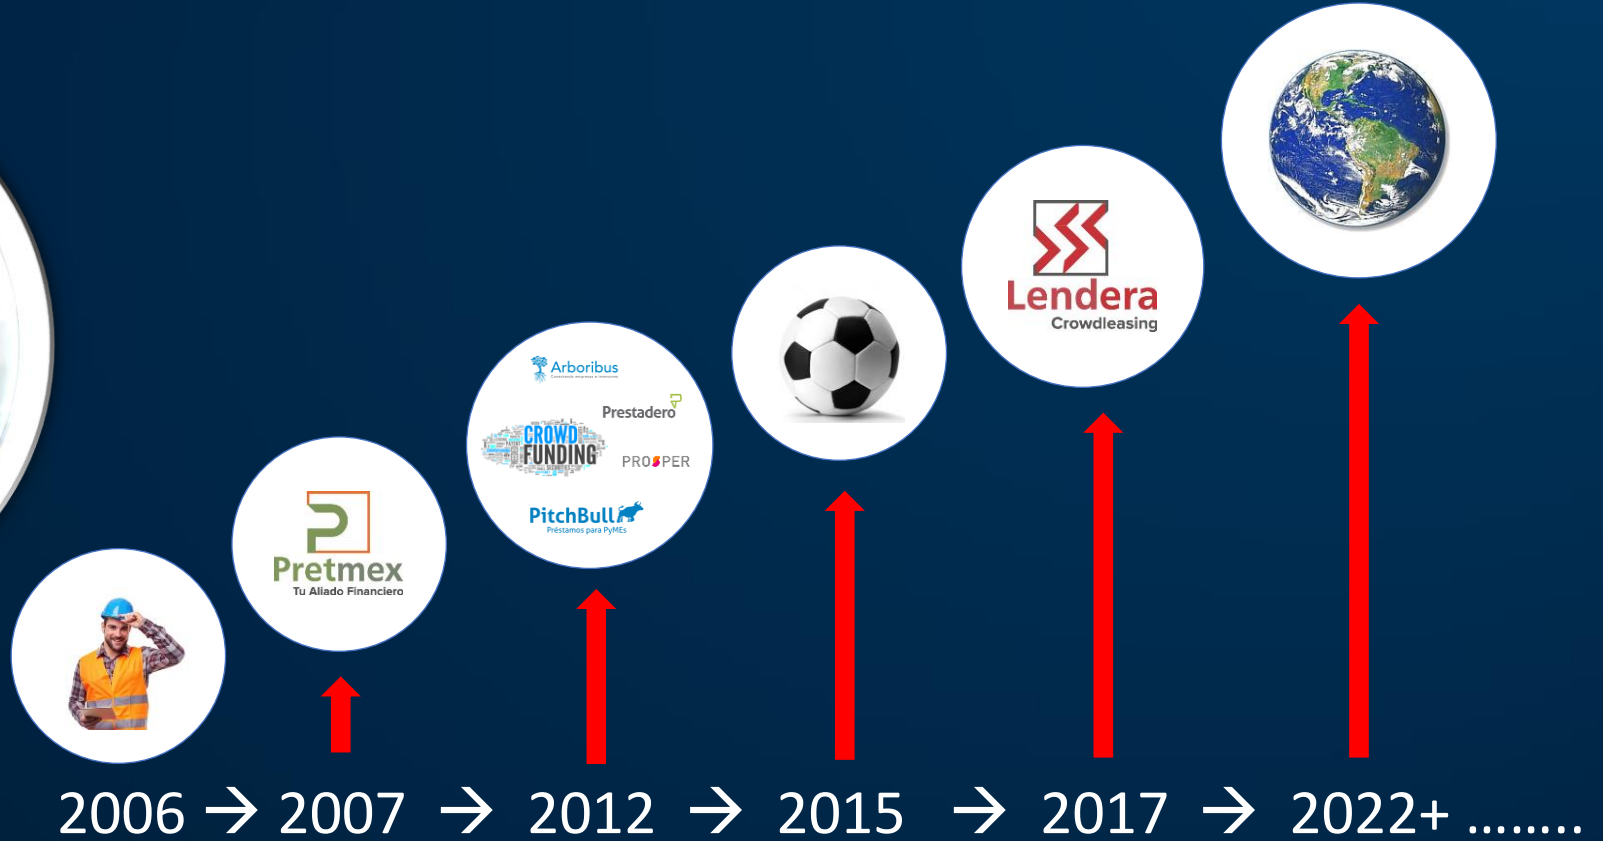 Lendera
Crowdleasing
Arboribus
Prestadero
CROWD
FUNDING
PROSPER
PitchBull
Préstamos para PyMEs
Pretmex
Tu Aliado Financiero
2006 → 2007 → 2012 → 2015 → 2017 → 2022+ ........